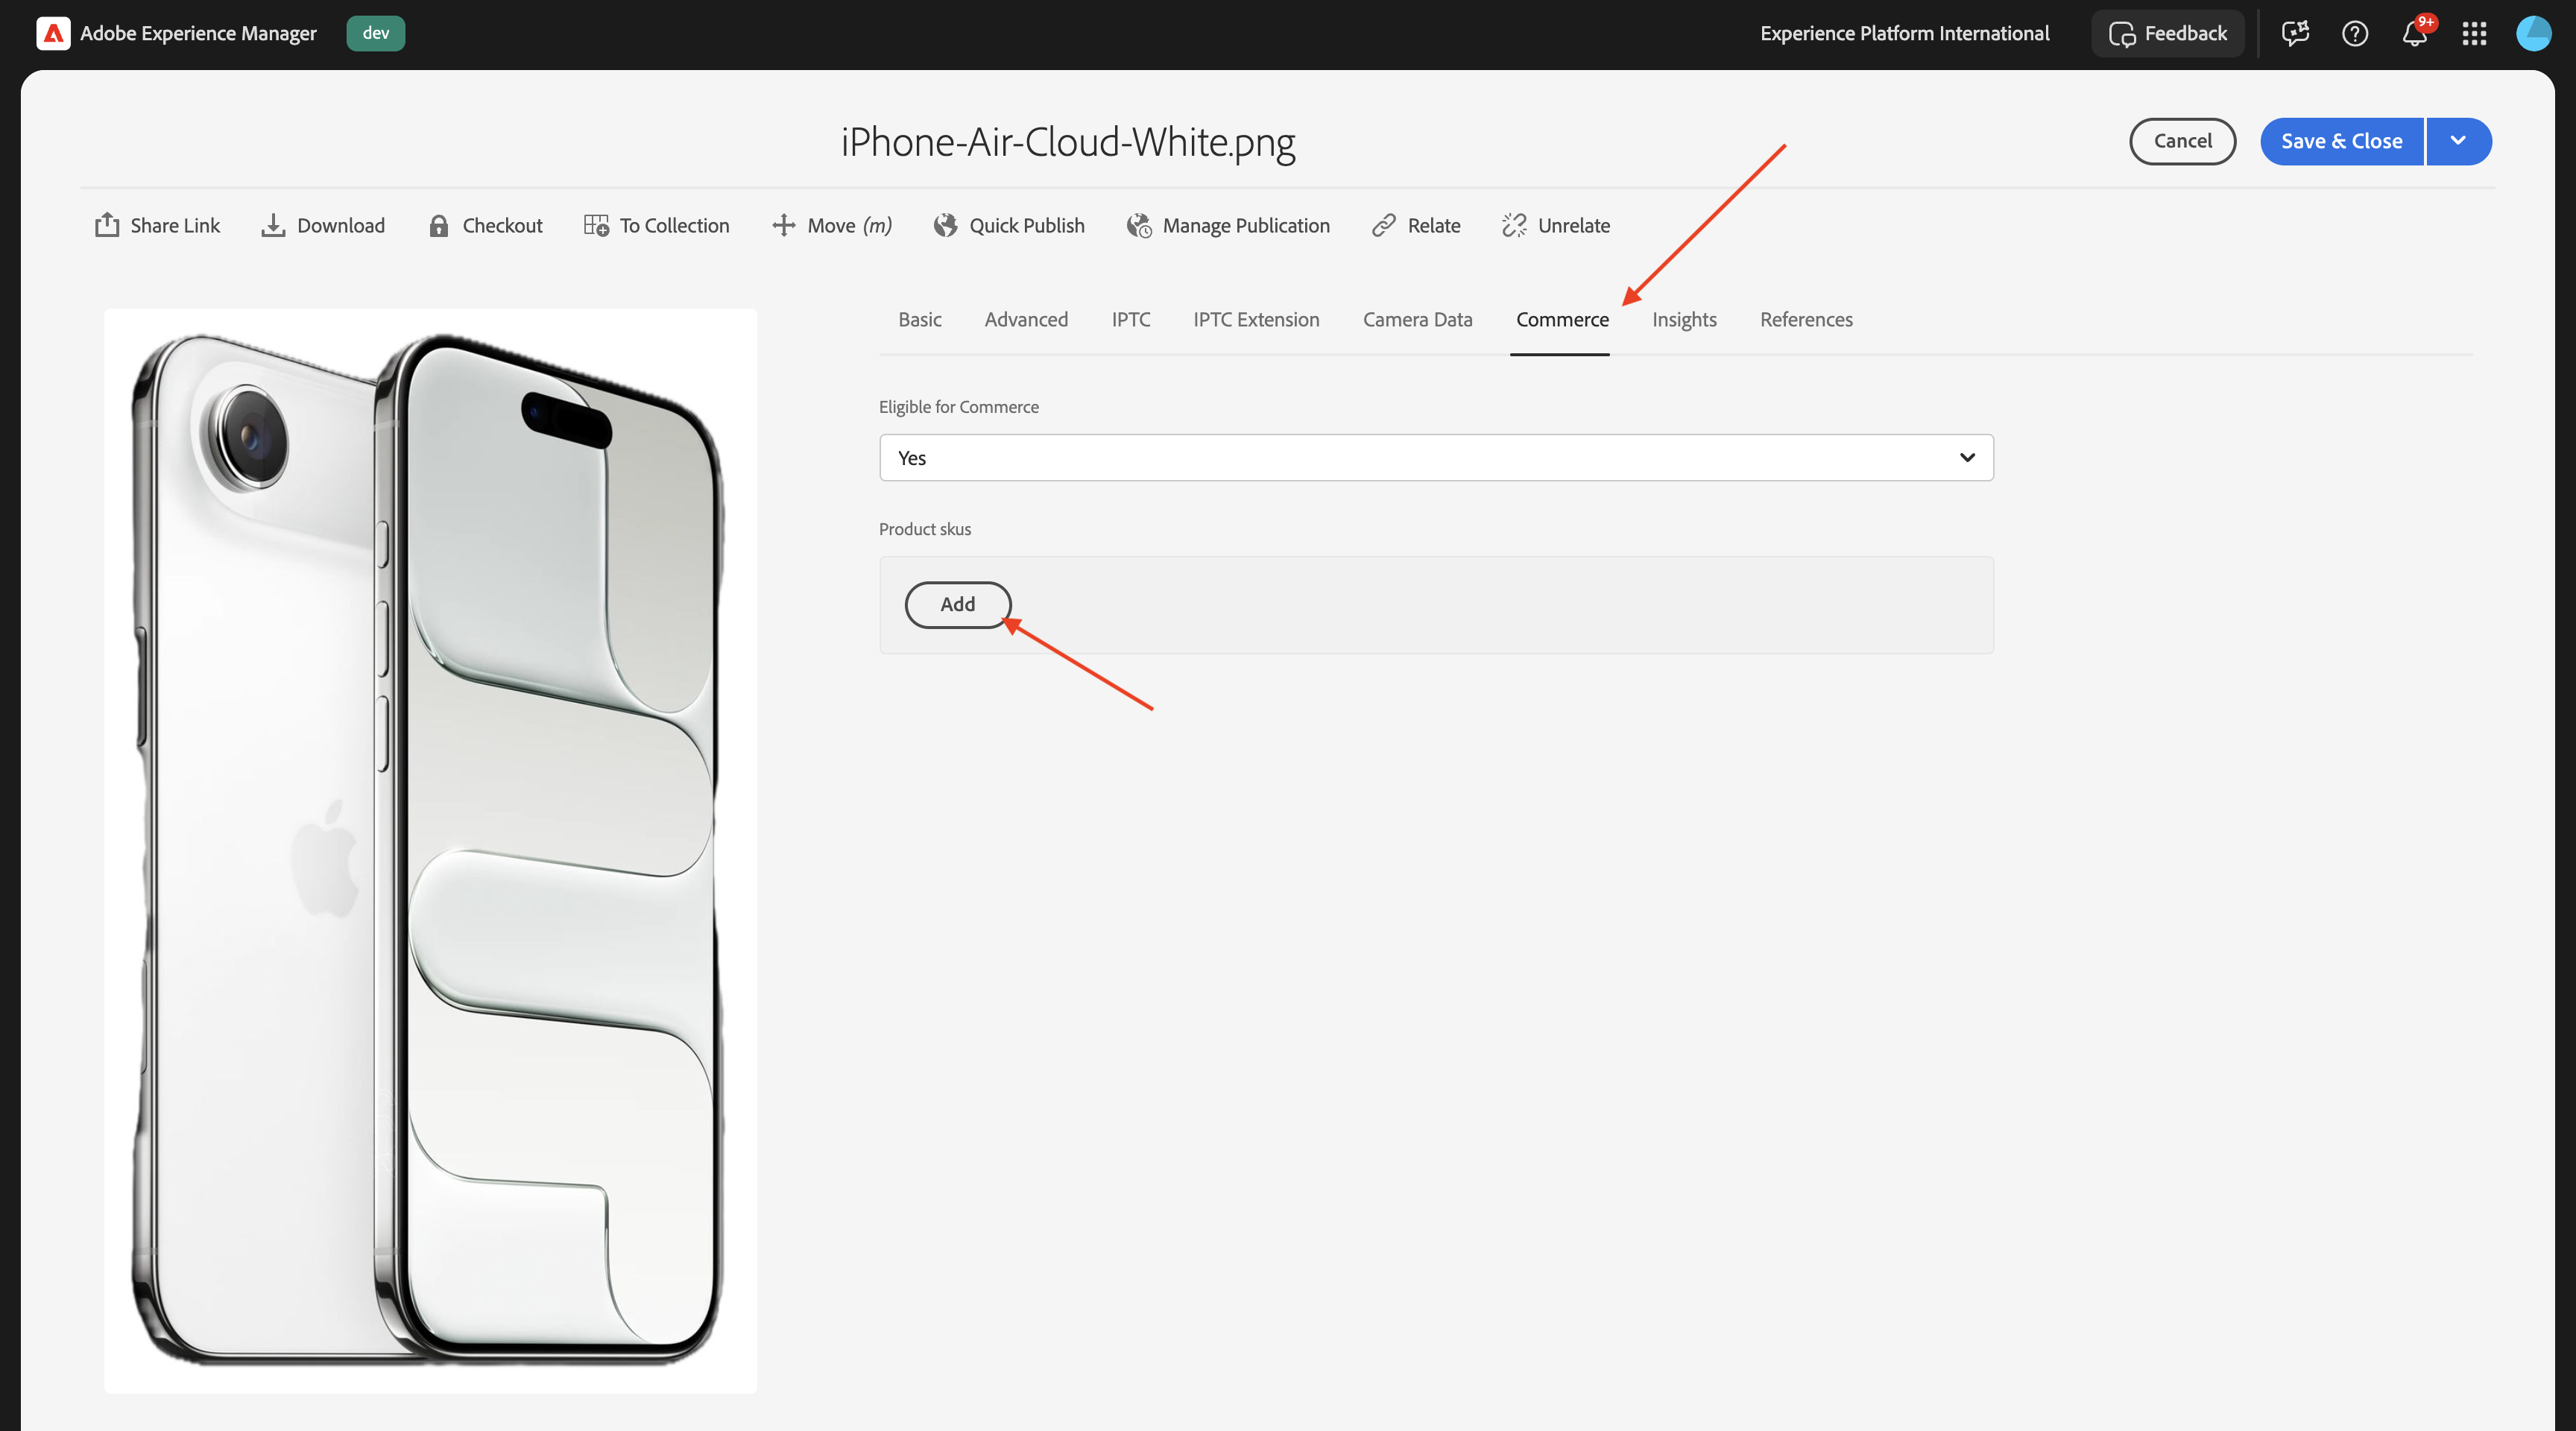 Adobe Experience Manager dev Experience Platform International Feedback 9+
iPhone-Air-Cloud-White.png Cancel Save & Close
Share Link Download Checkout To Collection Move (m) Quick Publish Manage Publication Relate Unrelate
Basic Advanced IPTC IPTC Extension Camera Data Commerce Insights References
Eligible for Commerce
Yes
Product skus
Add